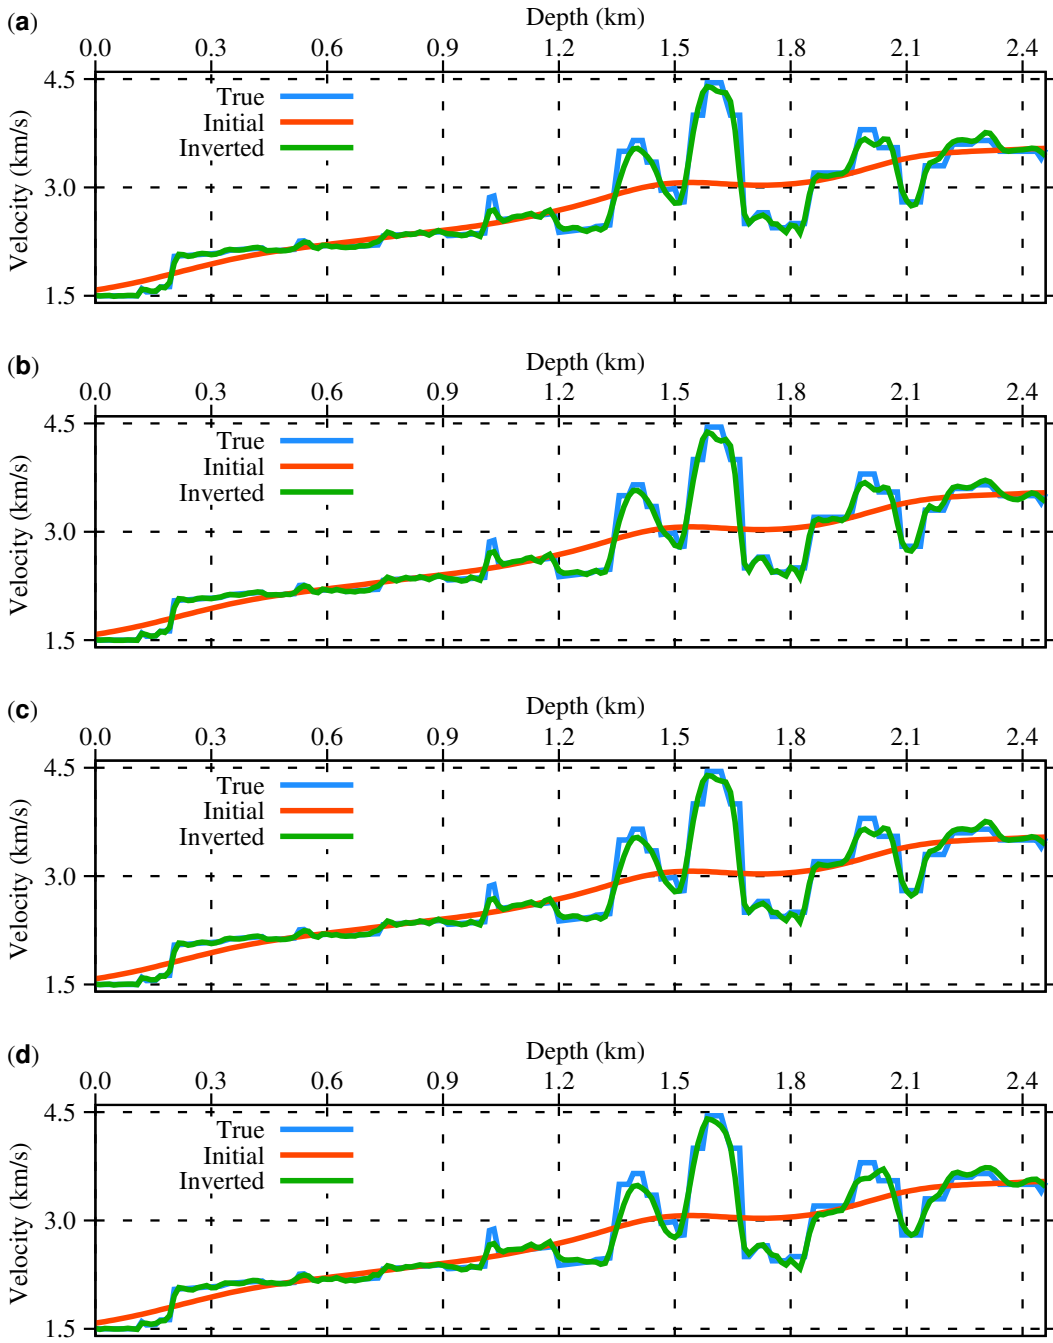 (a)
Depth (km)
0.0 0.3 0.6 0.9 1.2 1.5 1.8 2.1 2.4
4.5
True
Initial
Inverted
3.0
Velocity (km/s)
1.5
(b)
Depth (km)
0.0 0.3 0.6 0.9 1.2 1.5 1.8 2.1 2.4
4.5
True
Initial
Inverted
3.0
Velocity (km/s)
1.5
(c)
Depth (km)
0.0 0.3 0.6 0.9 1.2 1.5 1.8 2.1 2.4
4.5
True
Initial
Inverted
3.0
Velocity (km/s)
1.5
(d)
Depth (km)
0.0 0.3 0.6 0.9 1.2 1.5 1.8 2.1 2.4
4.5
True
Initial
Inverted
3.0
Velocity (km/s)
1.5